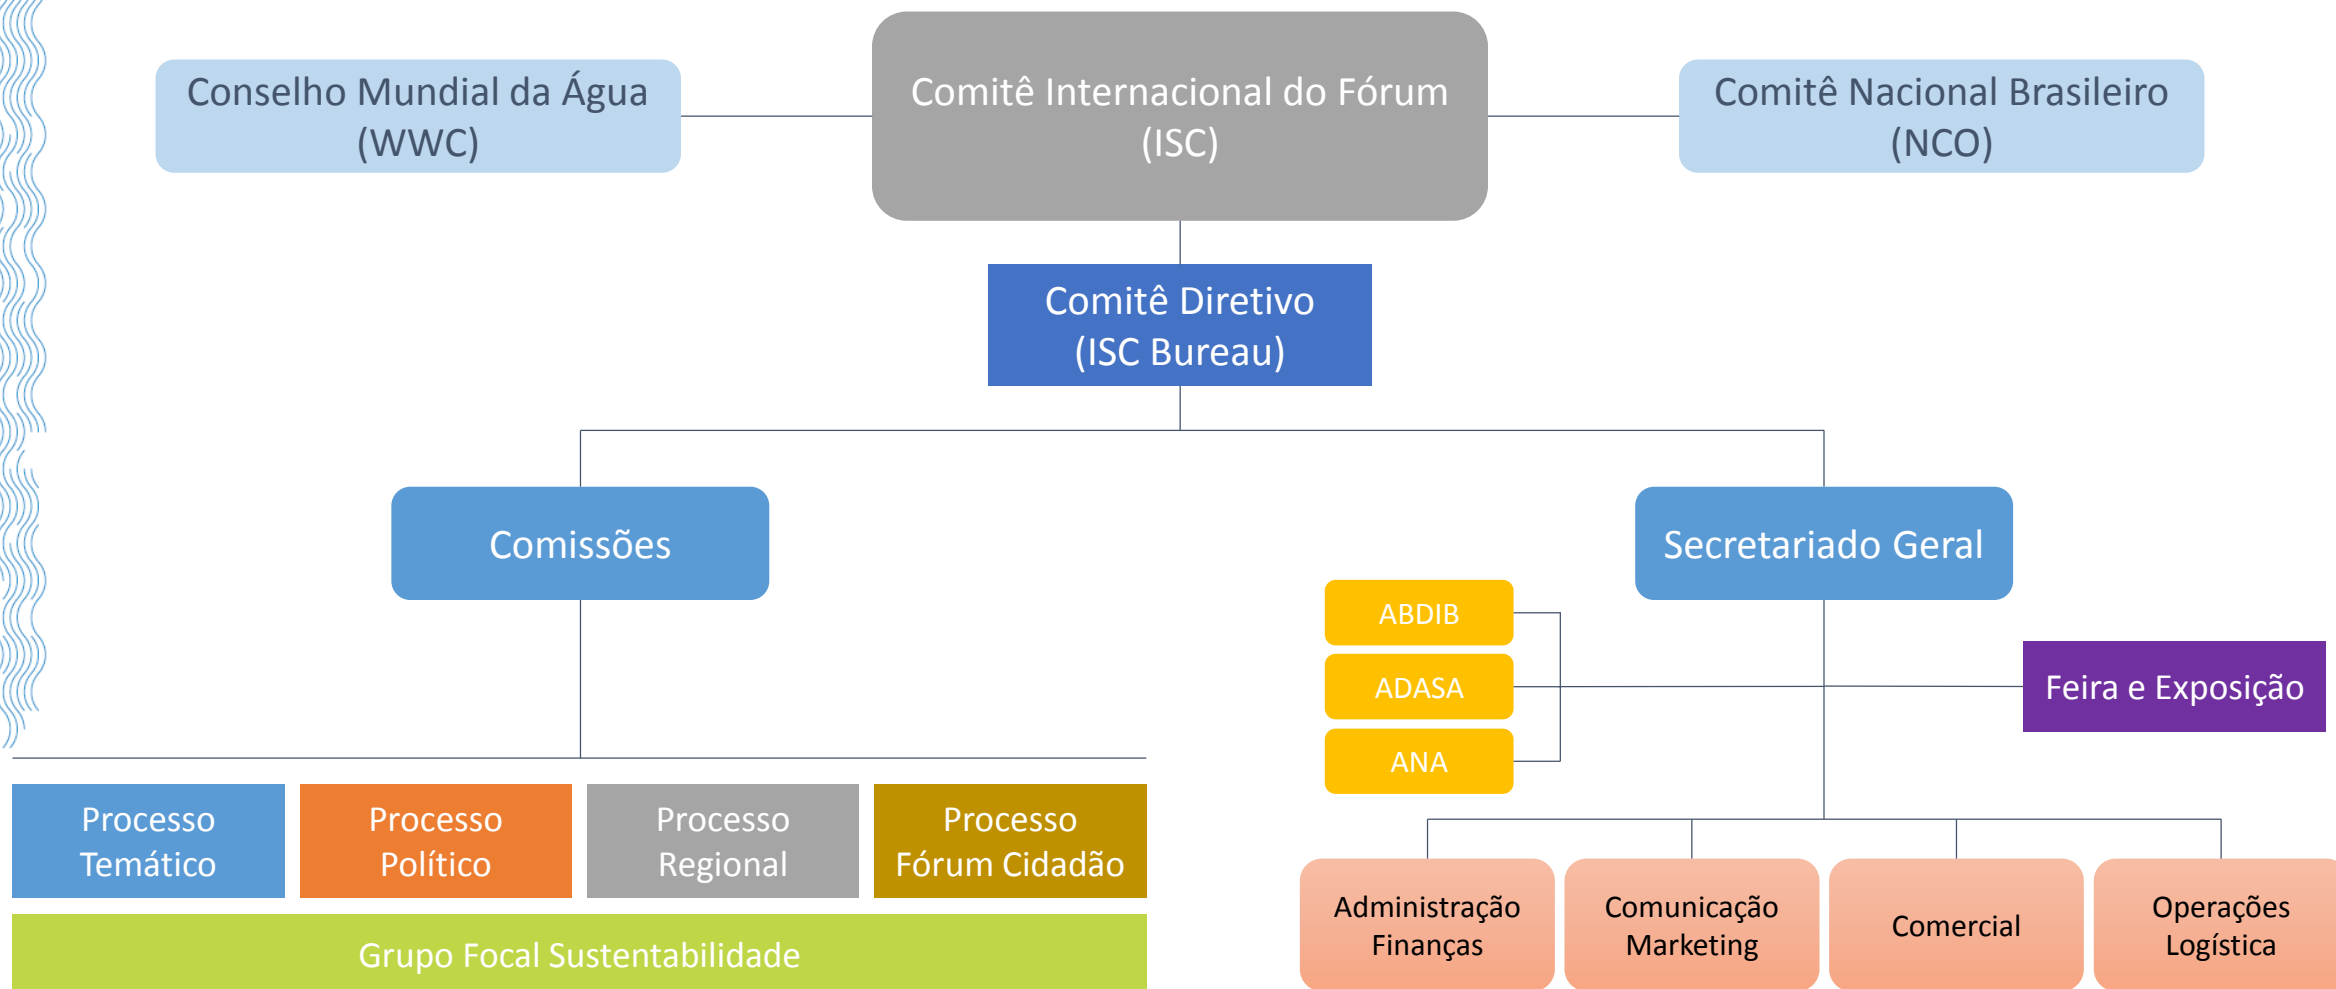 Conselho Mundial da Água
(WWC)
Comitê Internacional do Fórum
(ISC)
Comitê Nacional Brasileiro
(NCO)
Comitê Diretivo
(ISC Bureau)
Comissões
Secretariado Geral
ABDIB
ADASA
ANA
Feira e Exposição
Processo
Temático
Processo
Político
Processo
Regional
Processo
Fórum Cidadão
Grupo Focal Sustentabilidade
Administração
Finanças
Comunicação
Marketing
Comercial
Operações
Logística